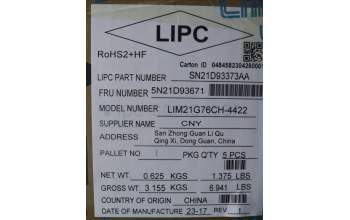 LIPC
RoHS2+HF
Carton ID 0484582304280001
LIPC PART NUMBER SN21D93373AA
FRU NUMBER 5N21D93671
MODEL NUMBER LIM21G76CH-4422
SUPPLIER NAME CNY
ADDRESS San Zhong Guan Li Qu
Qing Xi, Dong Guan, China
PALLET NO. PKG Q'TY 5 PCS
NET WT. 0.625 KGS 1.375 LBS
GROSS WT. 3.155 KGS 6.941 LBS
COUNTRY OF ORIGIN CHINA
DATE OF MANUFACTURE 23-17 REV. 1